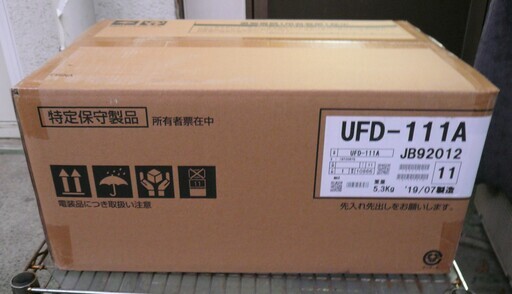 特定保守製品
所有者票在中
UFD-111A
UFD-111A
JB92012
11
5.3Kg
'19/07製造
電装品につき取扱い注意
先入れ先出しをお願いします。